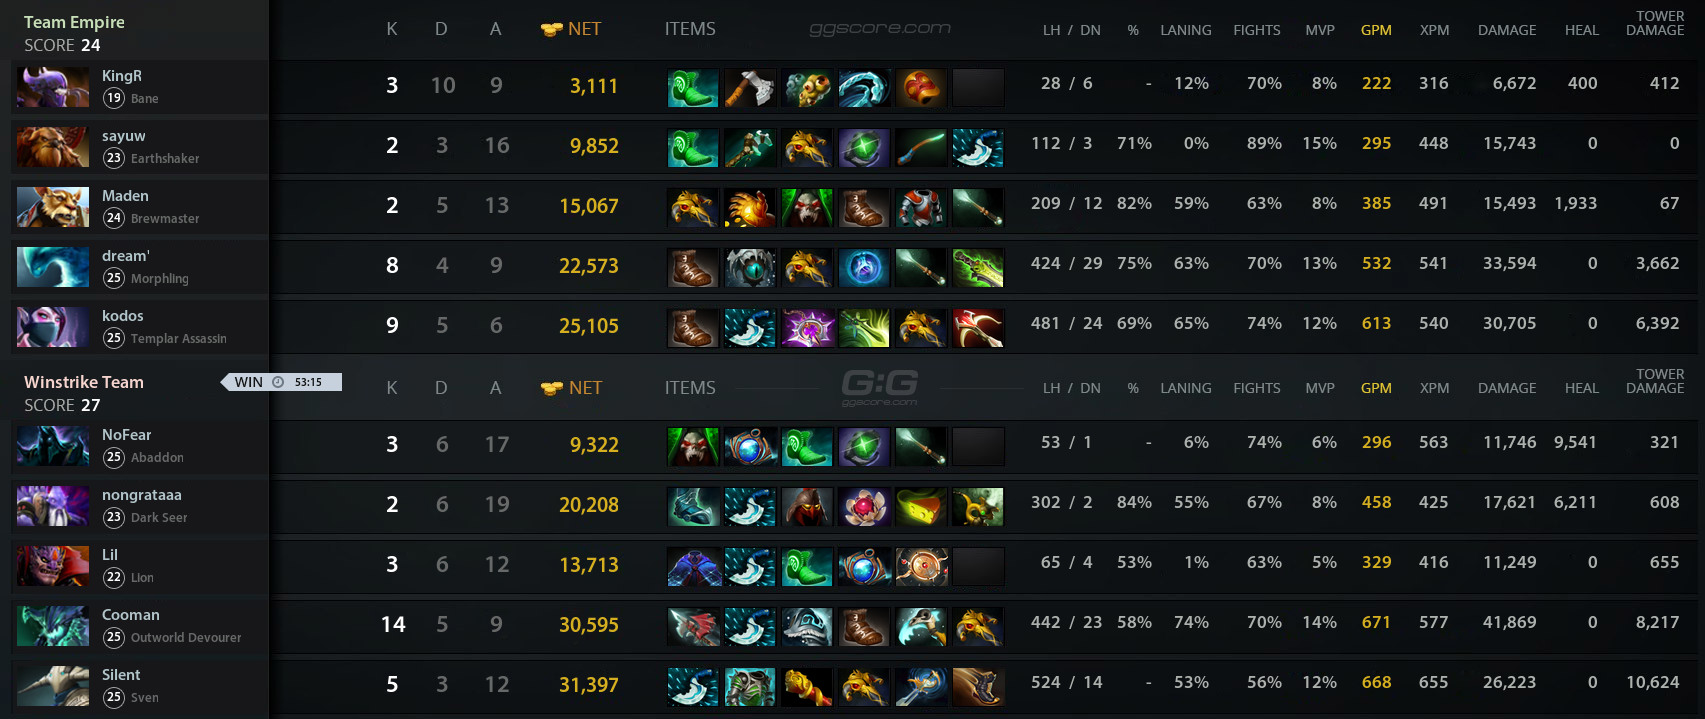 Team Empire
SCORE 24
K D A NET ITEMS ggscore.com LH / DN % LANING FIGHTS MVP GPM XPM DAMAGE HEAL TOWER DAMAGE
KingR
19 Bane
3 10 9 3,111 28 / 6 - 12% 70% 8% 222 316 6,672 400 412
sayuw
23 Earthshaker
2 3 16 9,852 112 / 3 71% 0% 89% 15% 295 448 15,743 0 0
Maden
24 Brewmaster
2 5 13 15,067 209 / 12 82% 59% 63% 8% 385 491 15,493 1,933 67
dream'
25 Morphling
8 4 9 22,573 424 / 29 75% 63% 70% 13% 532 541 33,594 0 3,662
kodos
25 Templar Assassin
9 5 6 25,105 481 / 24 69% 65% 74% 12% 613 540 30,705 0 6,392
Winstrike Team
SCORE 27
WIN 53:15
K D A NET ITEMS G:G ggscore.com LH / DN % LANING FIGHTS MVP GPM XPM DAMAGE HEAL TOWER DAMAGE
NoFear
25 Abaddon
3 6 17 9,322 53 / 1 - 6% 74% 6% 296 563 11,746 9,541 321
nongrataaa
23 Dark Seer
2 6 19 20,208 302 / 2 84% 55% 67% 8% 458 425 17,621 6,211 608
Lil
22 Lion
3 6 12 13,713 65 / 4 53% 1% 63% 5% 329 416 11,249 0 655
Cooman
25 Outworld Devourer
14 5 9 30,595 442 / 23 58% 74% 70% 14% 671 577 41,869 0 8,217
Silent
25 Sven
5 3 12 31,397 524 / 14 - 53% 56% 12% 668 655 26,223 0 10,624